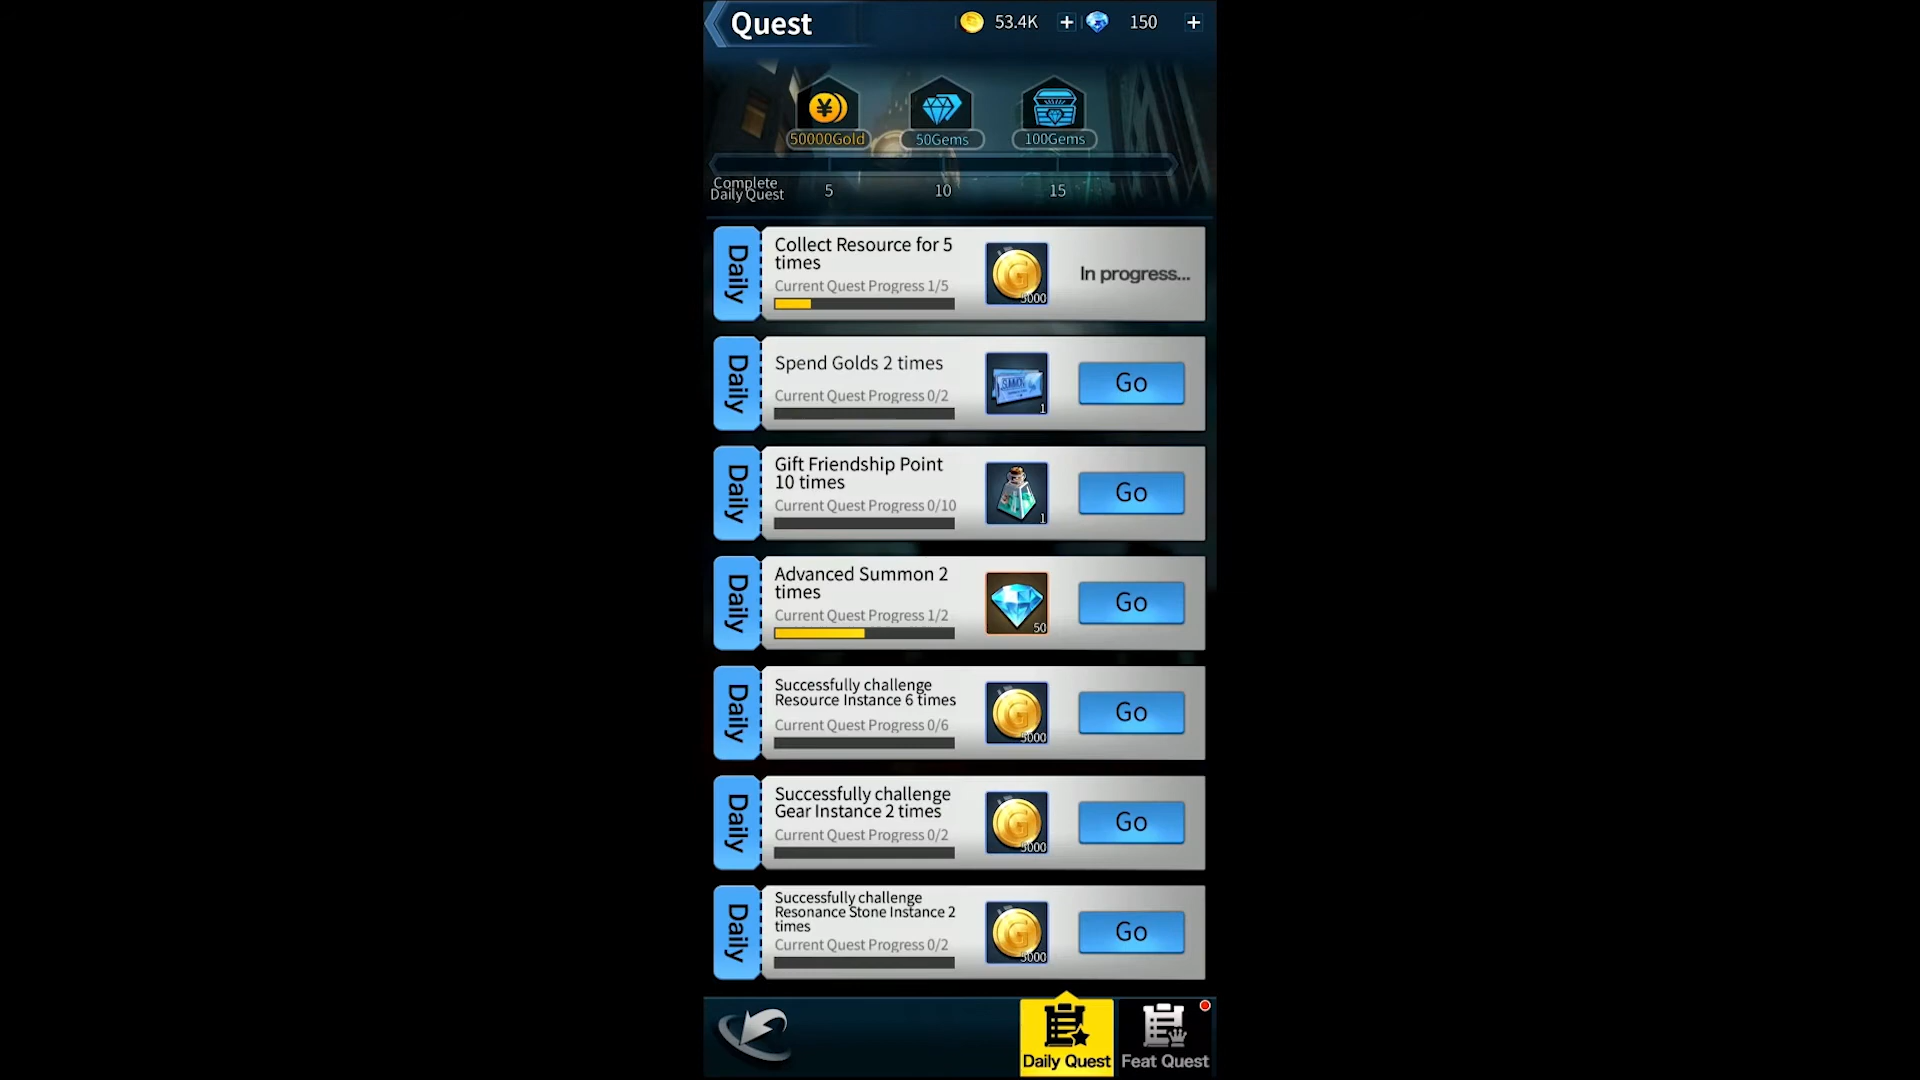 Quest
53.4K
150
50000Gold
50Gems
100Gems
Complete
Daily Quest
5
10
15
Daily
Collect Resource for 5
times
Current Quest Progress 1/5
5000
In progress...
Daily
Spend Golds 2 times
Current Quest Progress 0/2
1
Go
Daily
Gift Friendship Point
10 times
Current Quest Progress 0/10
1
Go
Daily
Advanced Summon 2
times
Current Quest Progress 1/2
50
Go
Daily
Successfully challenge
Resource Instance 6 times
Current Quest Progress 0/6
5000
Go
Daily
Successfully challenge
Gear Instance 2 times
Current Quest Progress 0/2
5000
Go
Daily
Successfully challenge
Resonance Stone Instance 2
times
Current Quest Progress 0/2
5000
Go
Daily Quest
Feat Quest